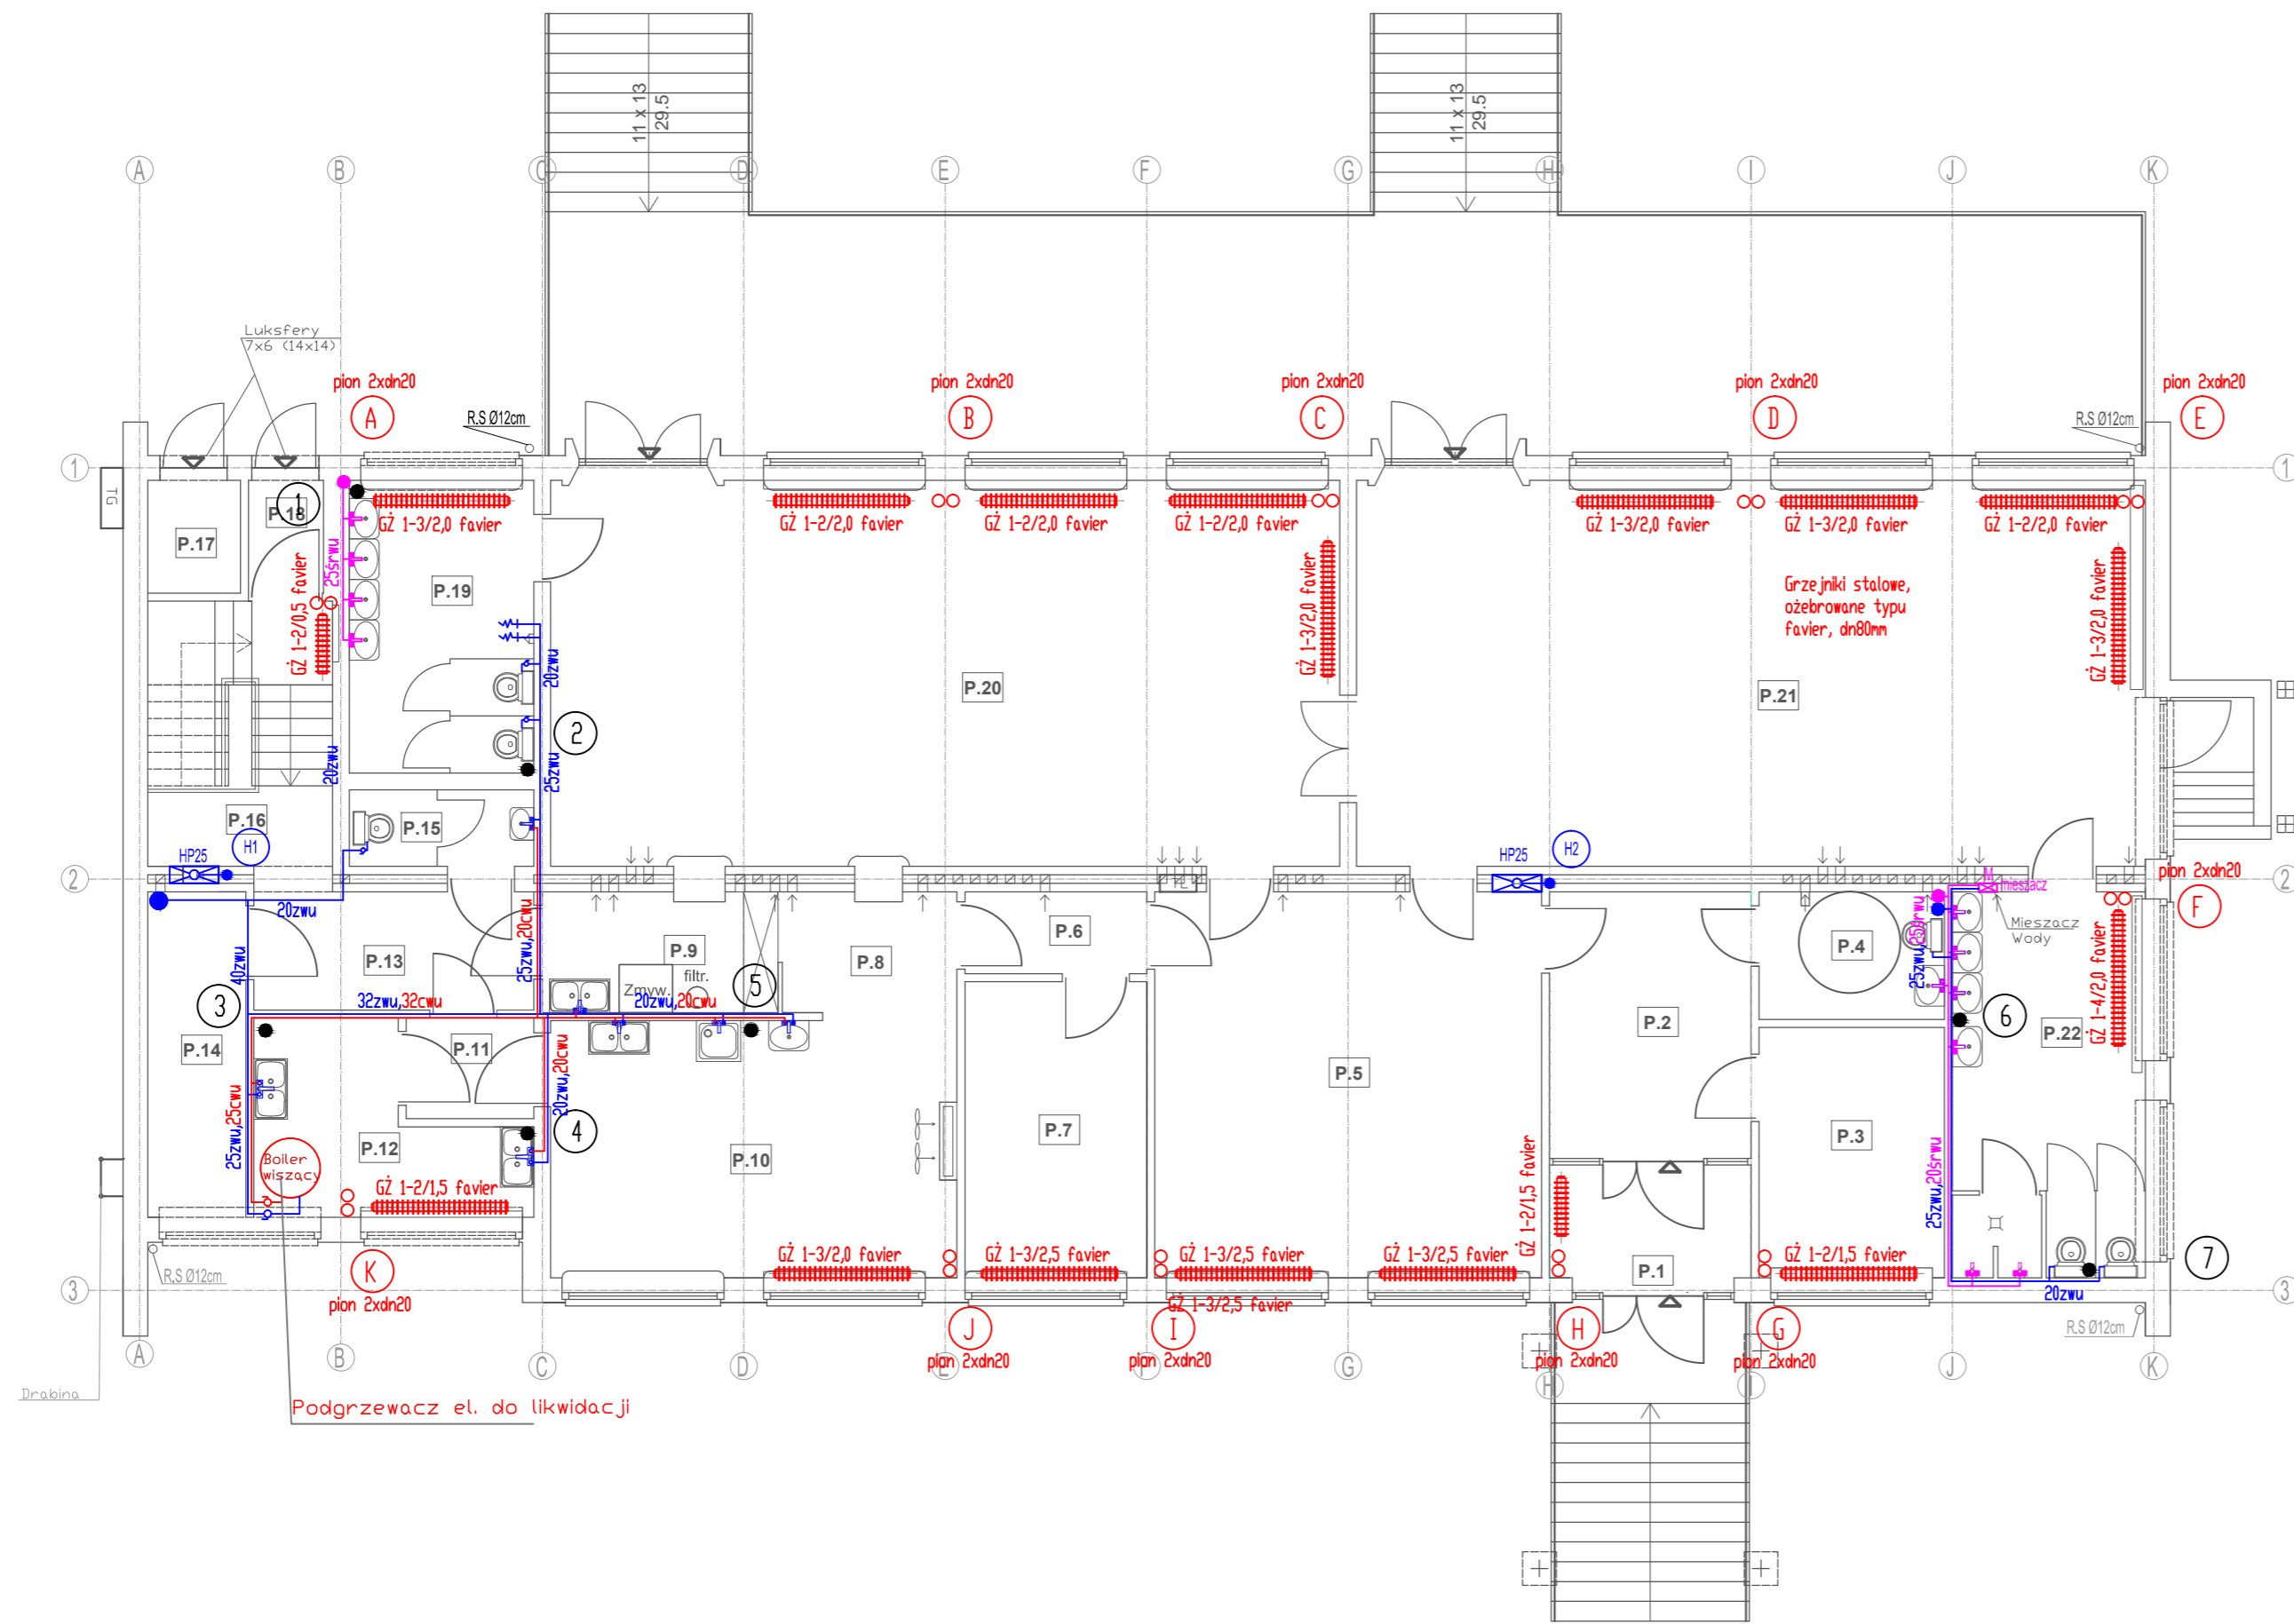 11 x 13
29.5
11 x 13
29.5
A
B
C
D
E
F
G
H
I
J
K
Luksfery
7x6 (14x14)
pion 2xdn20
A
R.S Ø12cm
pion 2xdn20
B
pion 2xdn20
C
pion 2xdn20
D
pion 2xdn20
E
R.S Ø12cm
1
1
TG
P.17
P.18
1
25śrwu
GŻ 1-3/2,0 favier
GŻ 1-2/2,0 favier
GŻ 1-2/2,0 favier
GŻ 1-2/2,0 favier
GŻ 1-3/2,0 favier
GŻ 1-3/2,0 favier
GŻ 1-2/2,0 favier
GŻ 1-2/0,5 favier
P.19
GŻ 1-3/2,0 favier
Grzejniki stalowe,
ożebrowane typu
favier, dn80mm
GŻ 1-3/2,0 favier
20zwu
P.20
P.21
2
25zwu
20zwu
P.16
H1
HP25
P.15
HP25
H2
2
2
M
mieszacz
pion 2xdn20
F
20zwu
40zwu
P.13
25zwu,20cwu
P.9
filtr.
Zmyw.
5
P.8
P.6
P.4
25zwu,25śrwu
Mieszacz
Wody
GŻ 1-4/2,0 favier
3
32zwu,32cwu
20zwu,20cwu
6
P.14
P.11
P.2
P.22
P.5
25zwu,25cwu
20zwu,20cwu
4
P.12
P.10
P.7
P.3
Boiler
wiszący
GŻ 1-2/1,5 favier
GŻ 1-2/1,5 favier
25zwu,20śrwu
GŻ 1-3/2,0 favier
GŻ 1-3/2,5 favier
GŻ 1-3/2,5 favier
GŻ 1-3/2,5 favier
P.1
GŻ 1-2/1,5 favier
7
R.S Ø12cm
K
pion 2xdn20
20zwu
3
3
GŻ 1-3/2,5 favier
R.S Ø12cm
J
pion 2xdn20
I
pion 2xdn20
H
pion 2xdn20
G
pion 2xdn20
A
B
C
D
E
F
G
H
I
J
K
Drabina
Podgrzewacz el. do likwidacji